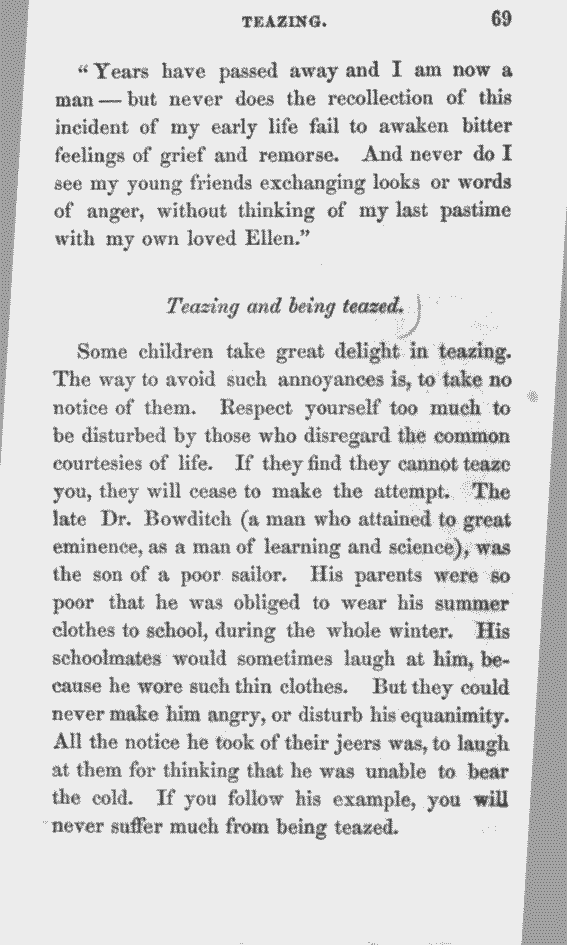 TEAZING. 69
“Years have passed away and I am now a
man — but never does the recollection of this
incident of my early life fail to awaken bitter
feelings of grief and remorse. And never do I
see my young friends exchanging looks or words
of anger, without thinking of my last pastime
with my own loved Ellen.”
Teazing and being teazed.
Some children take great delight in teazing.
The way to avoid such annoyances is, to take no
notice of them. Respect yourself too much to
be disturbed by those who disregard the common
courtesies of life. If they find they cannot teaze
you, they will cease to make the attempt. The
late Dr. Bowditch (a man who attained to great
eminence, as a man of learning and science), was
the son of a poor sailor. His parents were so
poor that he was obliged to wear his summer
clothes to school, during the whole winter. His
schoolmates would sometimes laugh at him, be-
cause he wore such thin clothes. But they could
never make him angry, or disturb his equanimity.
All the notice he took of their jeers was, to laugh
at them for thinking that he was unable to bear
the cold. If you follow his example, you will
never suffer much from being teazed.